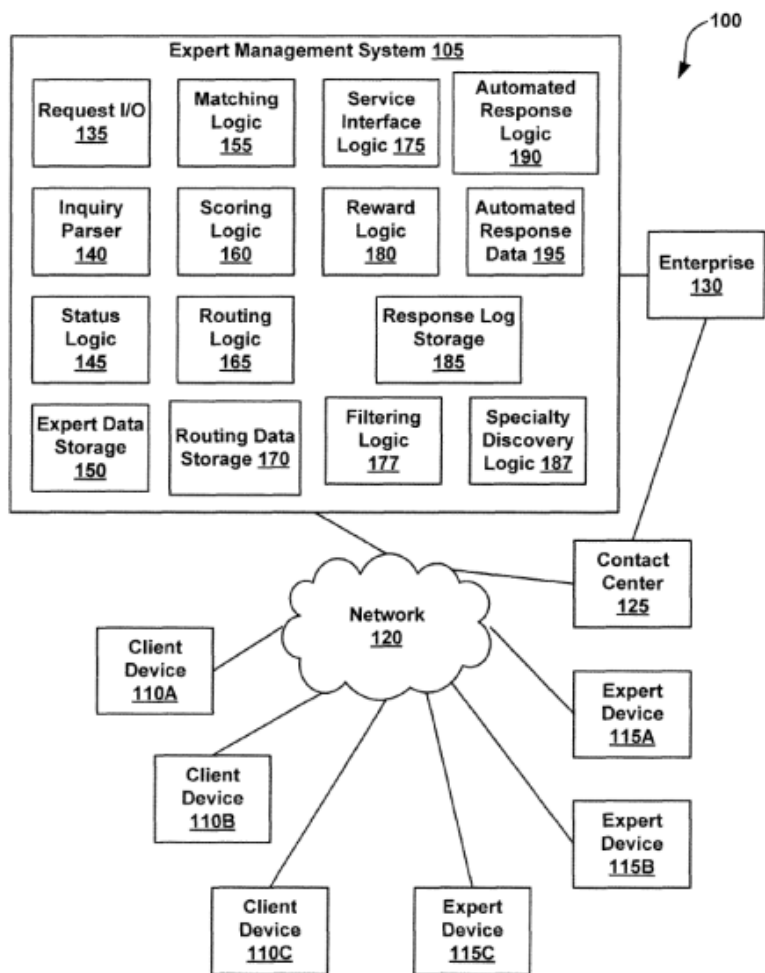 100
Expert Management System 105
Request I/O
135
Matching
Logic
155
Service
Interface
Logic 175
Automated
Response
Logic
190
Inquiry
Parser
140
Scoring
Logic
160
Reward
Logic
180
Automated
Response
Data 195
Enterprise
130
Status
Logic
145
Routing
Logic
165
Response Log
Storage
185
Expert Data
Storage
150
Routing Data
Storage 170
Filtering
Logic
177
Specialty
Discovery
Logic 187
Contact
Center
125
Network
120
Client
Device
110A
Expert
Device
115A
Client
Device
110B
Expert
Device
115B
Client
Device
110C
Expert
Device
115C